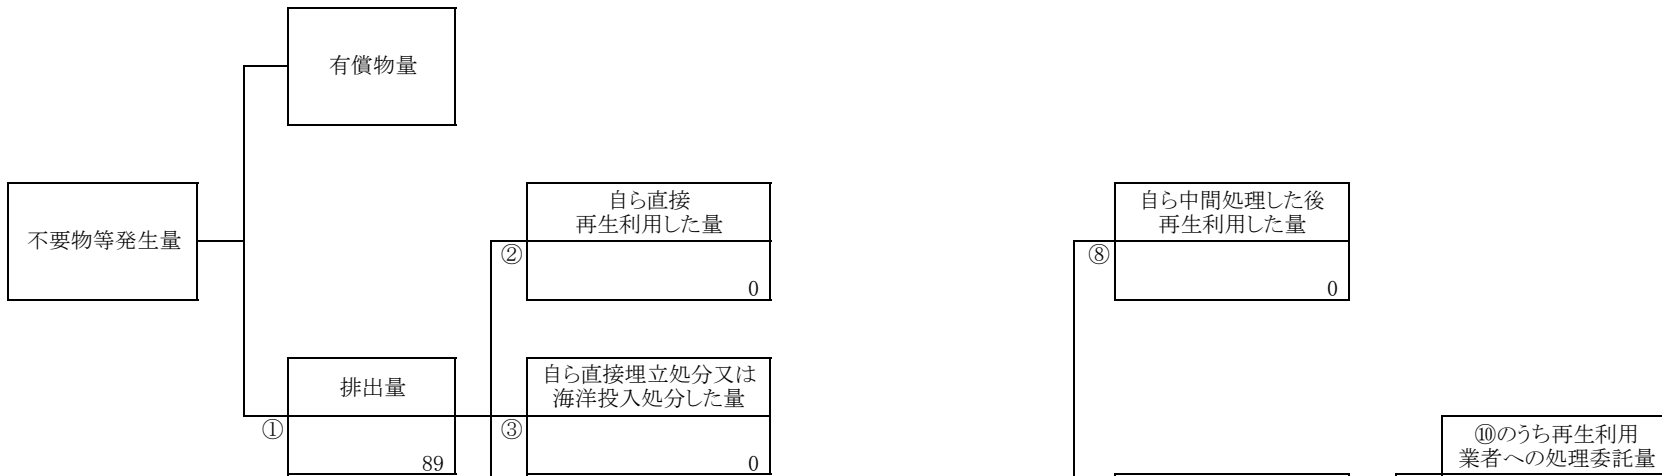 有償物量
不要物等発生量
自ら直接
再生利用した量
②
0
自ら中間処理した後
再生利用した量
⑧
0
排出量
①
89
自ら直接埋立処分又は
海洋投入処分した量
③
0
⑩のうち再生利用
業者への処理委託量